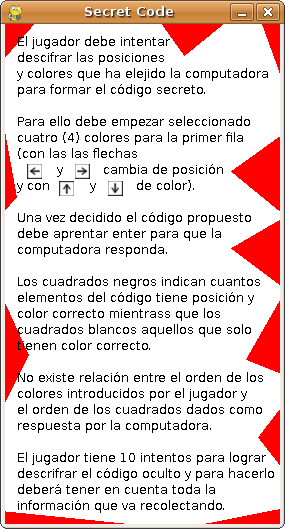 Secret Code
El jugador debe intentar
descifrar las posiciones
y colores que ha elejido la computadora
para formar el código secreto.
Para ello debe empezar seleccionado
cuatro (4) colores para la primer fila
(con las las flechas
y cambia de posición
y con y de color).
Una vez decidido el código propuesto
debe aprentar enter para que la
computadora responda.
Los cuadrados negros indican cuantos
elementos del código tiene posición y
color correcto mientrass que los
cuadrados blancos aquellos que solo
tienen color correcto.
No existe relación entre el orden de los
colores introducidos por el jugador y
el orden de los cuadrados dados como
respuesta por la computadora.
El jugador tiene 10 intentos para lograr
descrifrar el código oculto y para hacerlo
deberá tener en cuenta toda la
información que va recolectando.